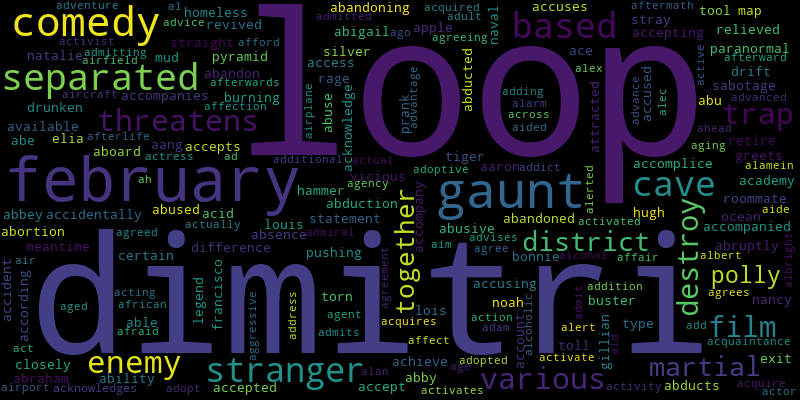 adventure al homeless abandoning accuses aftermath tool map
comedy advice revived acquired adult stray relieved
activist straight afford abigail ago apple agreeing naval based accepting paranormal
admitting natalie mud pyramid silver admitted ace afterward
separated airfield abandon access loop abducted adding alex active drift
aircraft accompanies afterwards rage prank advantage alarm attracted advance accused alec sabotage
drunken affection burning airplane abuse acknowledge across abu advanced
available threatens aided ahead trap
abe elia afterlife aang accepts actress ad additional actual tiger aging retire
aboard vicious aaron addict accomplice greets alamein
february ah hammer agency adoptive gaunt alerted cave academy
abbey accidentally abused acid abduction accompany abandoned activated hugh roommate ocean aide
abortion agreed actually louis statement together abusive advises alcohol destroy accompanied
meantime difference absence admiral aim agree bonnie district affair abruptly albright
accident air certain pushing agreement albert
according dimitri accusing addition polly
acting legend francisco torn lois noah buster agrees nancy
aged african aggressive address agent acquires action account alcoholic admit gillian type add film
able afraid admits affect adam alert aid acquaintance
act enemy achieve toll activate exit
closely stranger alan abby adopted age alien martial
abraham ability accepted accept various activity abducts acquire
airport acknowledges adopt activates actor